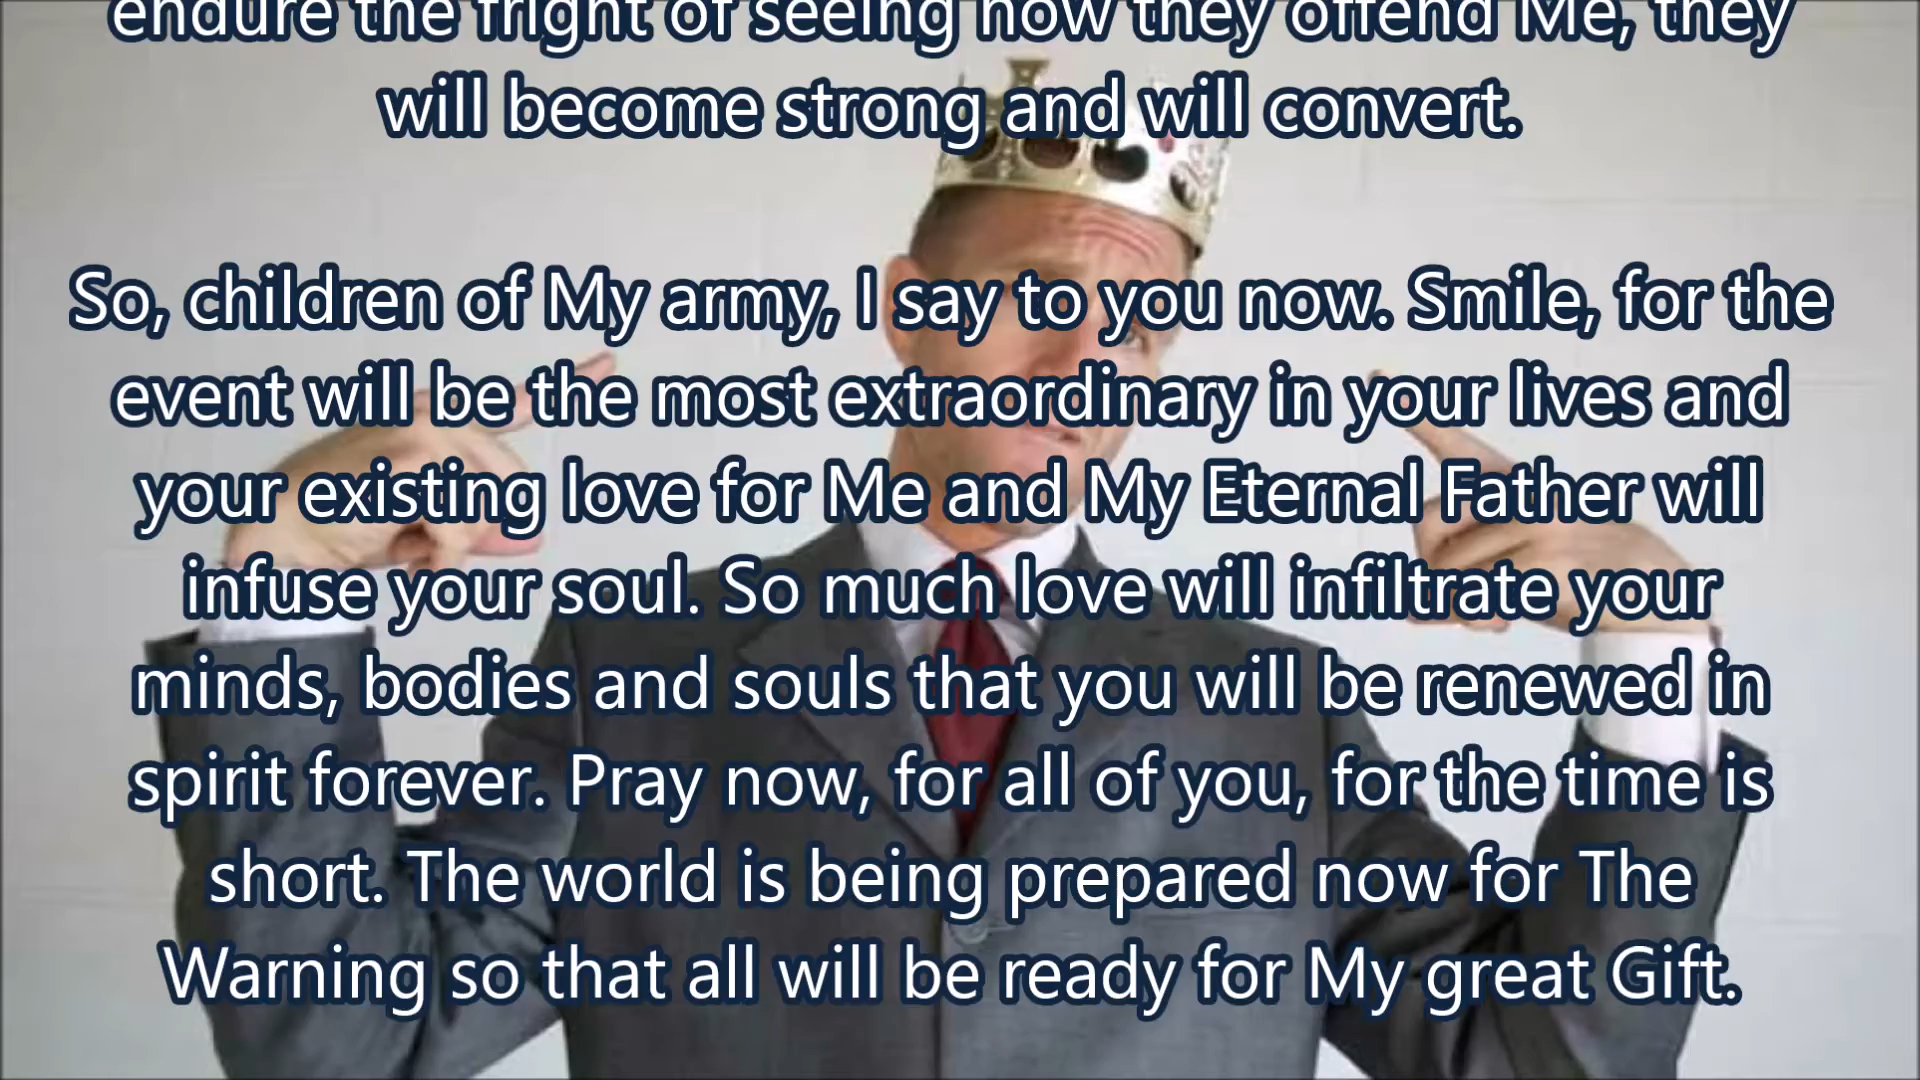 endure the fright of seeing how they offend Me, they
will become strong and will convert.
So, children of My army, I say to you now. Smile, for the
event will be the most extraordinary in your lives and
your existing love for Me and My Eternal Father will
infuse your soul. So much love will infiltrate your
minds, bodies and souls that you will be renewed in
spirit forever. Pray now, for all of you, for the time is
short. The world is being prepared now for The
Warning so that all will be ready for My great Gift.